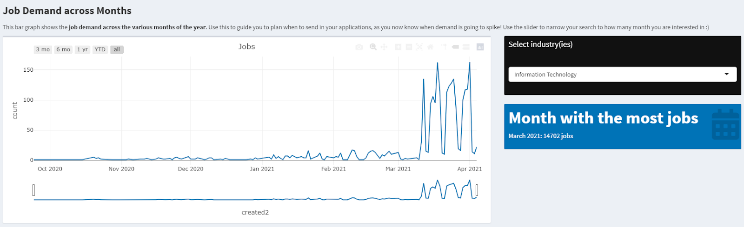 Job Demand across Months
This bar graph shows the job demand across the various months of the year. Use this to guide you to plan when to send in your applications, as you now know when demand is going to spike! Use the slider to narrow your search to how many month you are interested in :)
Jobs
3 mo 6 mo 1 yr YTD all
count
150
100
50
0
Oct 2020 Nov 2020 Dec 2020 Jan 2021 Feb 2021 Mar 2021 Apr 2021
created2
Select industry(ies)
Information Technology
Month with the most jobs
March 2021: 14702 jobs